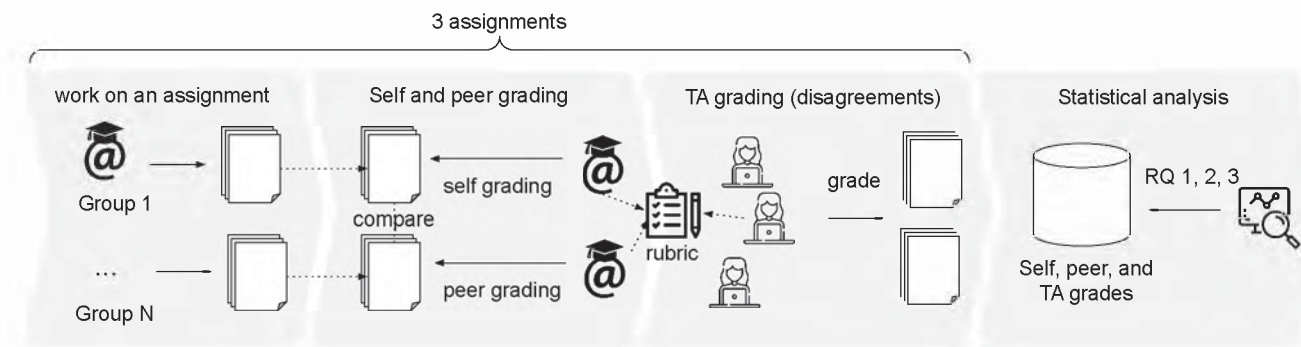 3 assignments
work on an assignment
Self and peer grading
TA grading (disagreements)
Statistical analysis
@
Group 1
self grading
@
compare
rubric
grade
RQ 1, 2, 3
...
Group N
peer grading
@
Self, peer, and
TA grades